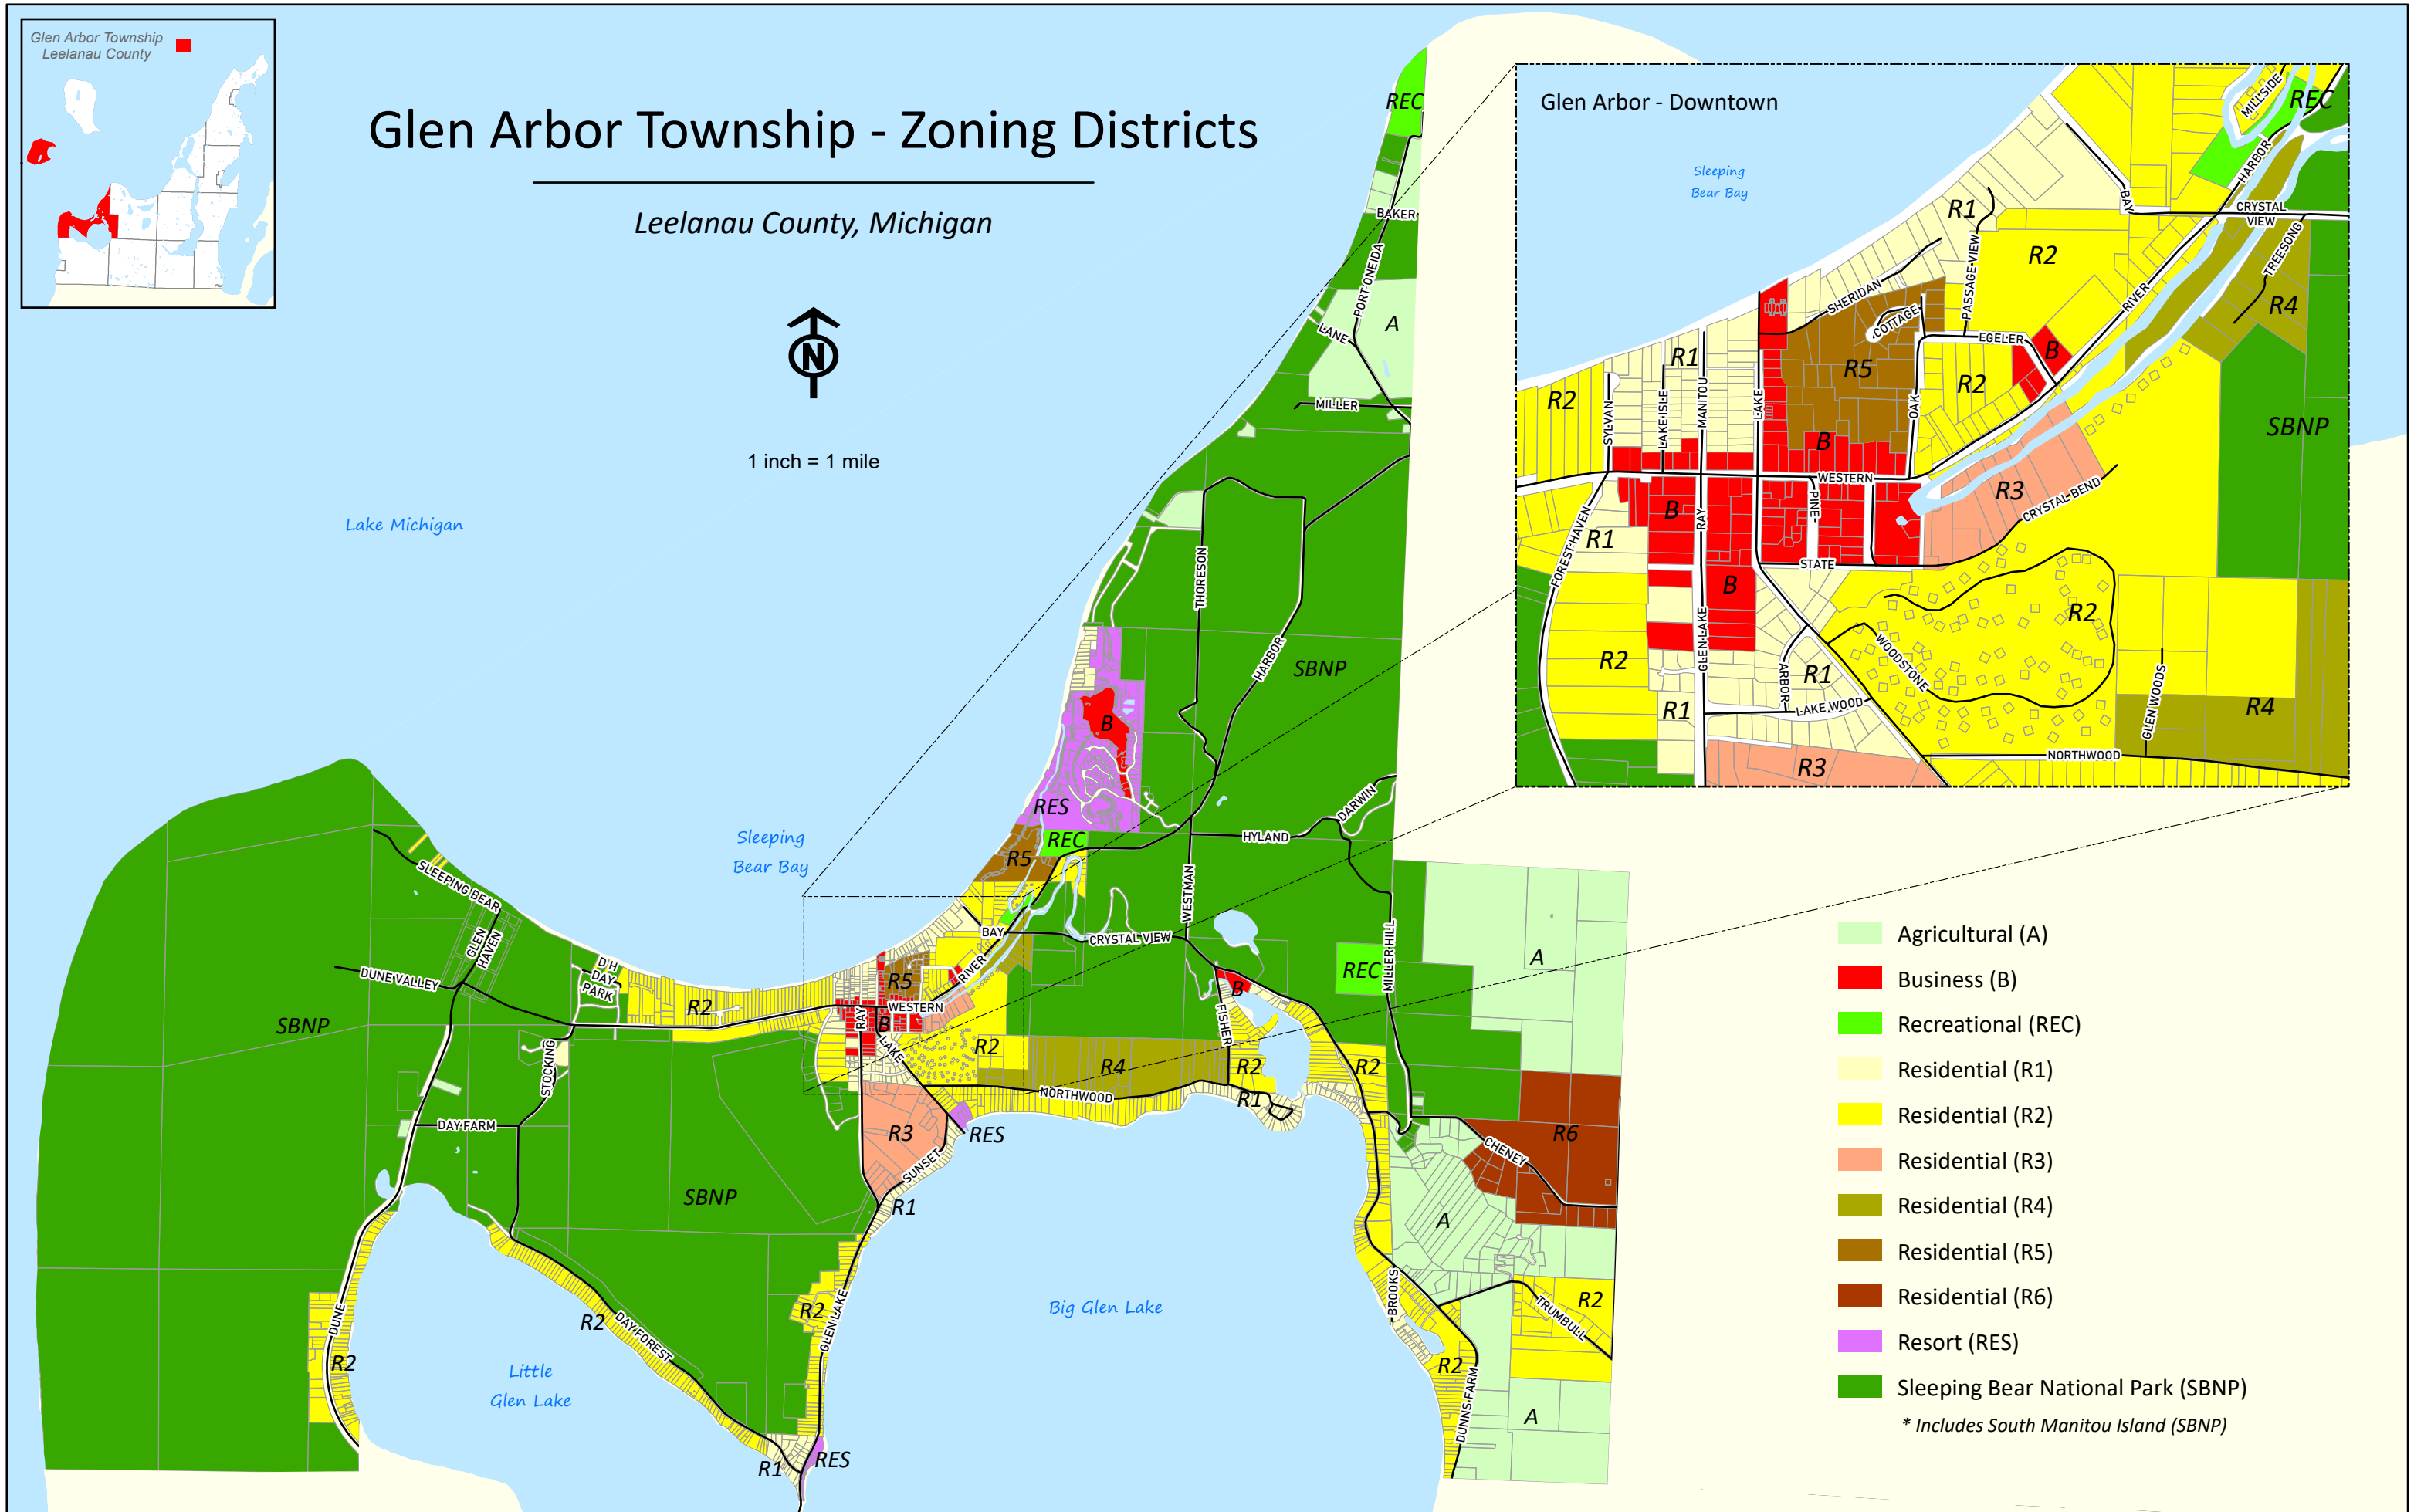 Glen Arbor Township
Leelanau County
Glen Arbor Township - Zoning Districts
Leelanau County, Michigan
N
1 inch = 1 mile
Lake Michigan
Sleeping
Bear Bay
Little
Glen Lake
Big Glen Lake
REC
BAKER
PORT ONEIDA
LANE
A
MILLER
THORESON
HARBOR
SBNP
B
RES
REC
R5
HYLAND
DARWIN
WESTMAN
MILLER HILL
SLEEPING BEAR
GLEN
HAVEN
DUNE VALLEY
D H
DAY
PARK
BAY
CRYSTAL VIEW
RIVER
R5
R2
WESTERN
RAY
B
LAKE
SBNP
STOCKING
R2
R4
FISHER
B
REC
A
R2
R2
NORTHWOOD
R1
DAY FARM
R3
RES
SUNSET
R1
SBNP
CHENEY
R6
A
DUNE
R2
R2
DAY FOREST
R2
GLEN LAKE
BROOKS
R2
TRUMBULL
R2
DUNNS FARM
A
R1
RES
Glen Arbor - Downtown
Sleeping
Bear Bay
MILLSIDE
REC
HARBOR
BAY
CRYSTAL
VIEW
TREESONG
R1
PASSAGE VIEW
R2
RIVER
R4
SHERIDAN
COTTAGE
EGELER
B
R1
R5
R2
R2
SYLVAN
LAKE ISLE
MANITOU
LAKE
OAK
SBNP
B
WESTERN
PINE
R3
CRYSTAL BEND
FOREST HAVEN
B
RAY
R1
STATE
B
R2
R2
GLEN LAKE
ARBOR
R1
WOODSTONE
GLEN WOODS
R1
LAKE WOOD
R4
NORTHWOOD
R3
Agricultural (A)
Business (B)
Recreational (REC)
Residential (R1)
Residential (R2)
Residential (R3)
Residential (R4)
Residential (R5)
Residential (R6)
Resort (RES)
Sleeping Bear National Park (SBNP)
* Includes South Manitou Island (SBNP)